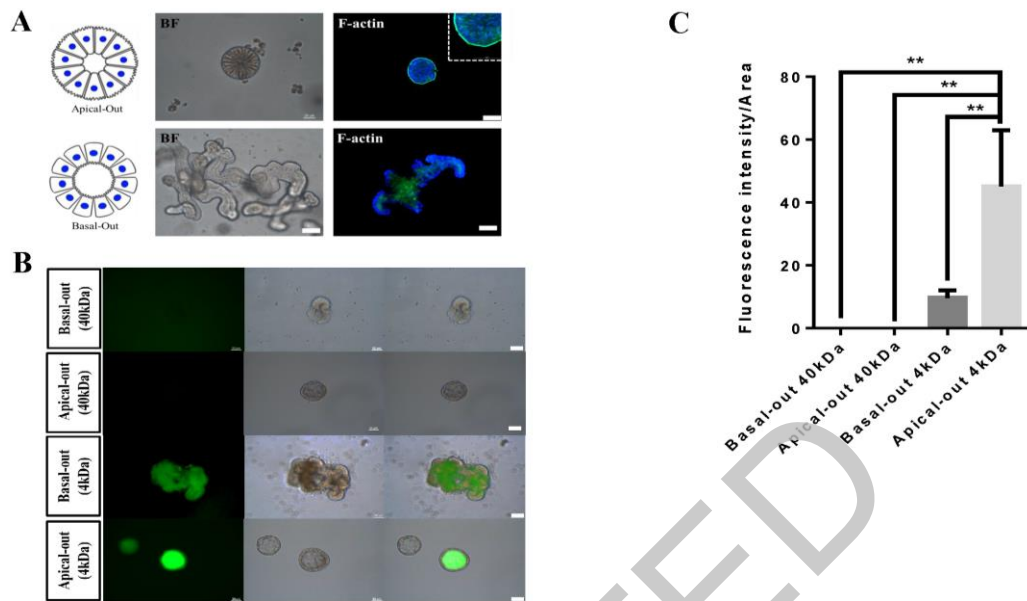 A
BF
F-actin
Apical-Out
BF
F-actin
Basal-Out
B
Basal-out
(40kDa)
Apical-out
(40kDa)
Basal-out
(4kDa)
Apical-out
(4kDa)
C
Fluorescence intensity/Area
80
60
40
20
0
**
**
**
Basal-out 40kDa
Apical-out 40kDa
Basal-out 4kDa
Apical-out 4kDa